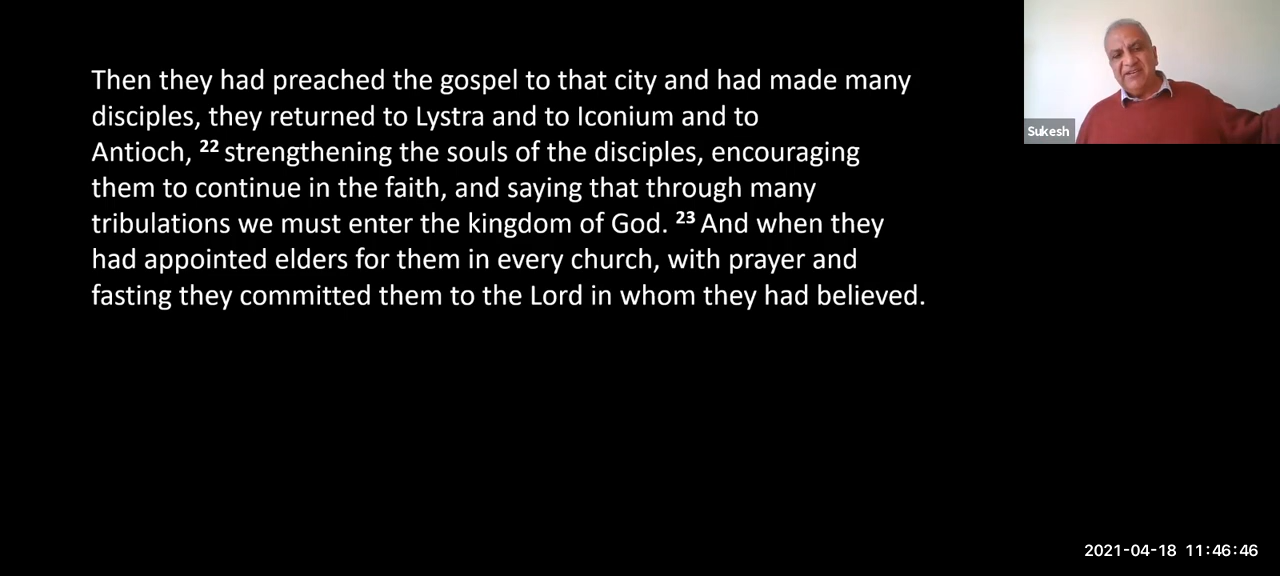 Then they had preached the gospel to that city and had made many
disciples, they returned to Lystra and to Iconium and to
Antioch, 22 strengthening the souls of the disciples, encouraging
them to continue in the faith, and saying that through many
tribulations we must enter the kingdom of God. 23 And when they
had appointed elders for them in every church, with prayer and
fasting they committed them to the Lord in whom they had believed.
Sukesh
2021-04-18 11:46:46